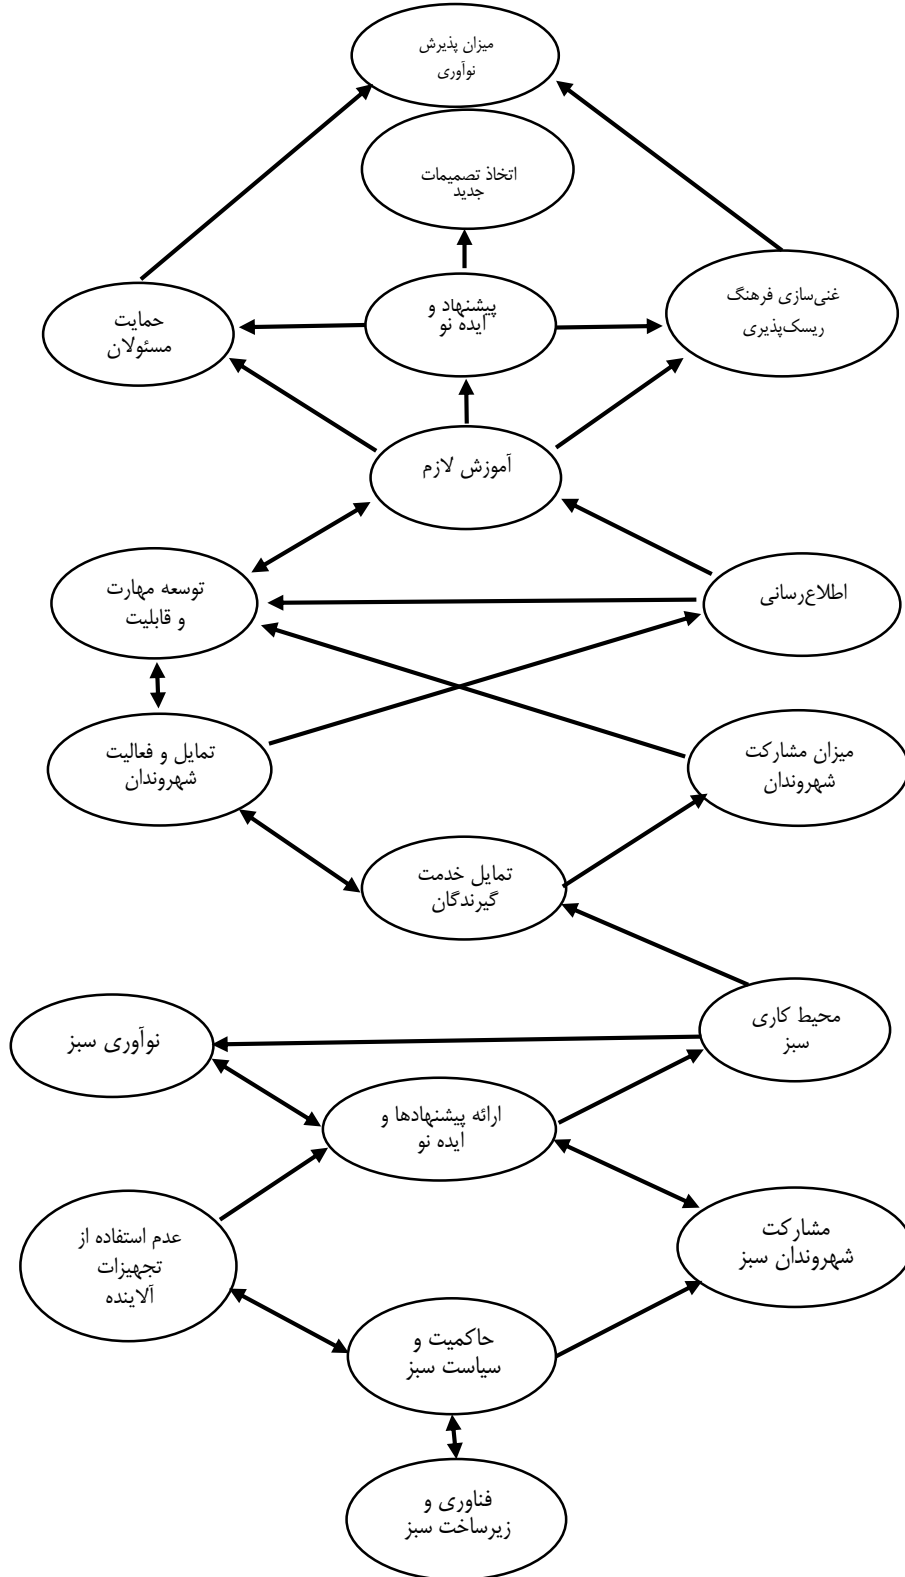 میزان پذیرش
نوآوری
اتخاذ تصمیمات
جدید
غنی‌سازی فرهنگ
ریسک‌پذیری
پیشنهاد و
ایده نو
حمایت
مسئولان
آموزش لازم
اطلاع‌رسانی
توسعه مهارت
و قابلیت
میزان مشارکت
شهروندان
تمایل و فعالیت
شهروندان
تمایل خدمت
گیرندگان
محیط کاری
سبز
نوآوری سبز
ارائه پیشنهادها و
ایده نو
مشارکت
شهروندان سبز
عدم استفاده از
تجهیزات
آلاینده
حاکمیت و
سیاست سبز
فناوری و
زیرساخت سبز